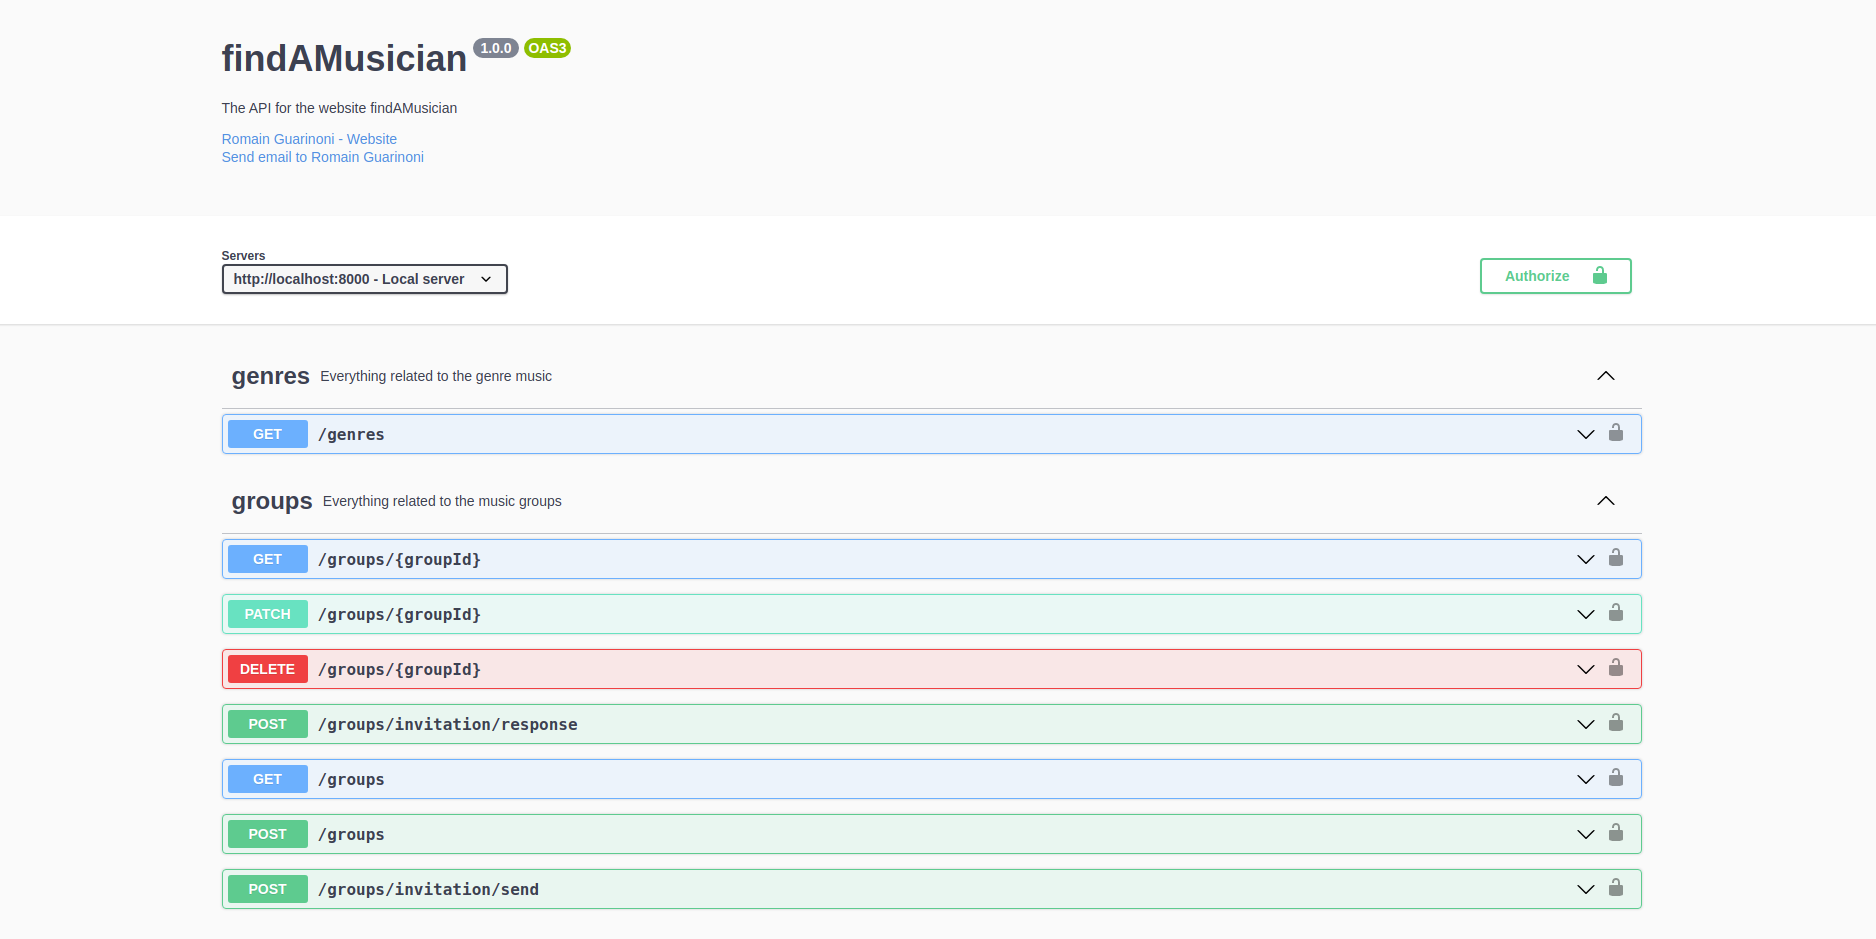 findAMusician 1.0.0 OAS3
The API for the website findAMusician
Romain Guarinoni - Website
Send email to Romain Guarinoni
Servers
http://localhost:8000 - Local server
Authorize
genres Everything related to the genre music
GET /genres
groups Everything related to the music groups
GET /groups/{groupId}
PATCH /groups/{groupId}
DELETE /groups/{groupId}
POST /groups/invitation/response
GET /groups
POST /groups
POST /groups/invitation/send